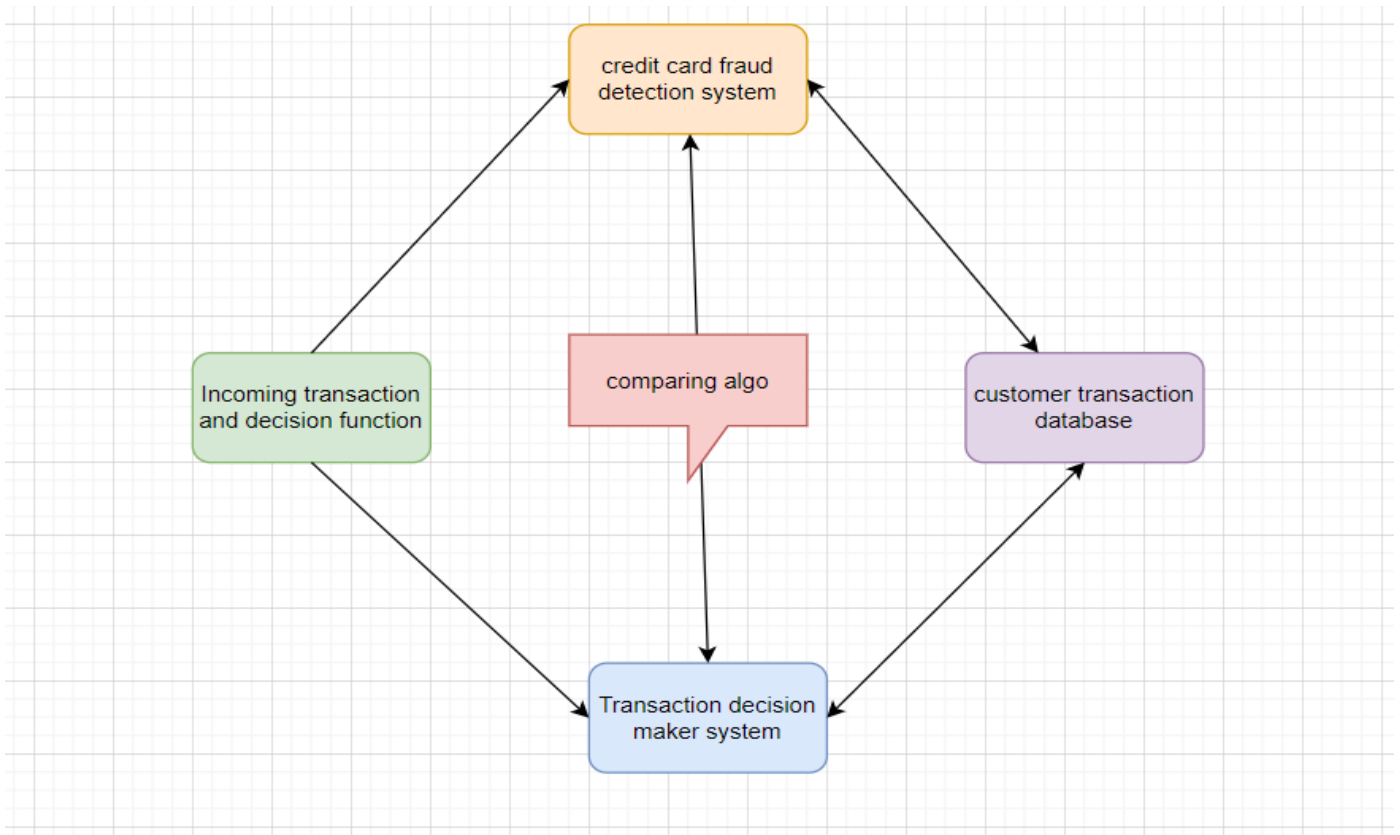 credit card fraud
detection system
Incoming transaction
and decision function
comparing algo
customer transaction
database
Transaction decision
maker system